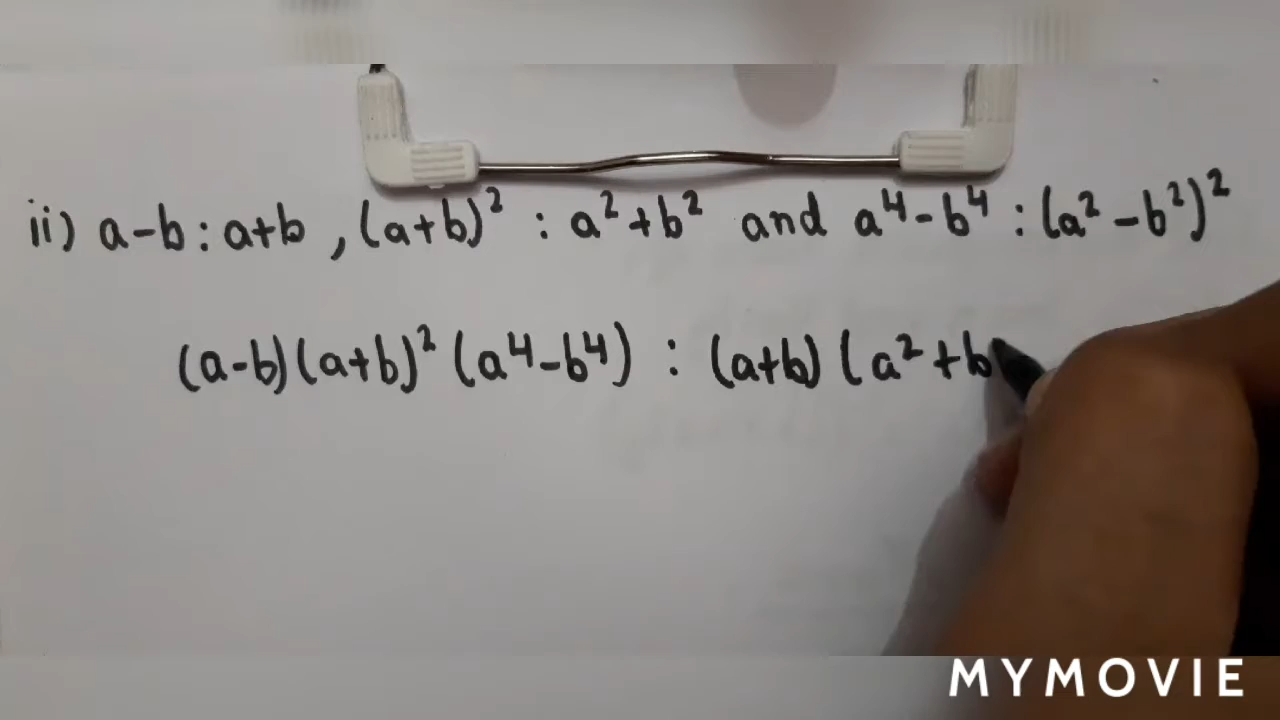 ii) a-b : a+b , (a+b)² : a²+b² and a⁴-b⁴ : (a²-b²)²
(a-b)(a+b)² (a⁴-b⁴) : (a+b) (a²+b
MYMOVIE